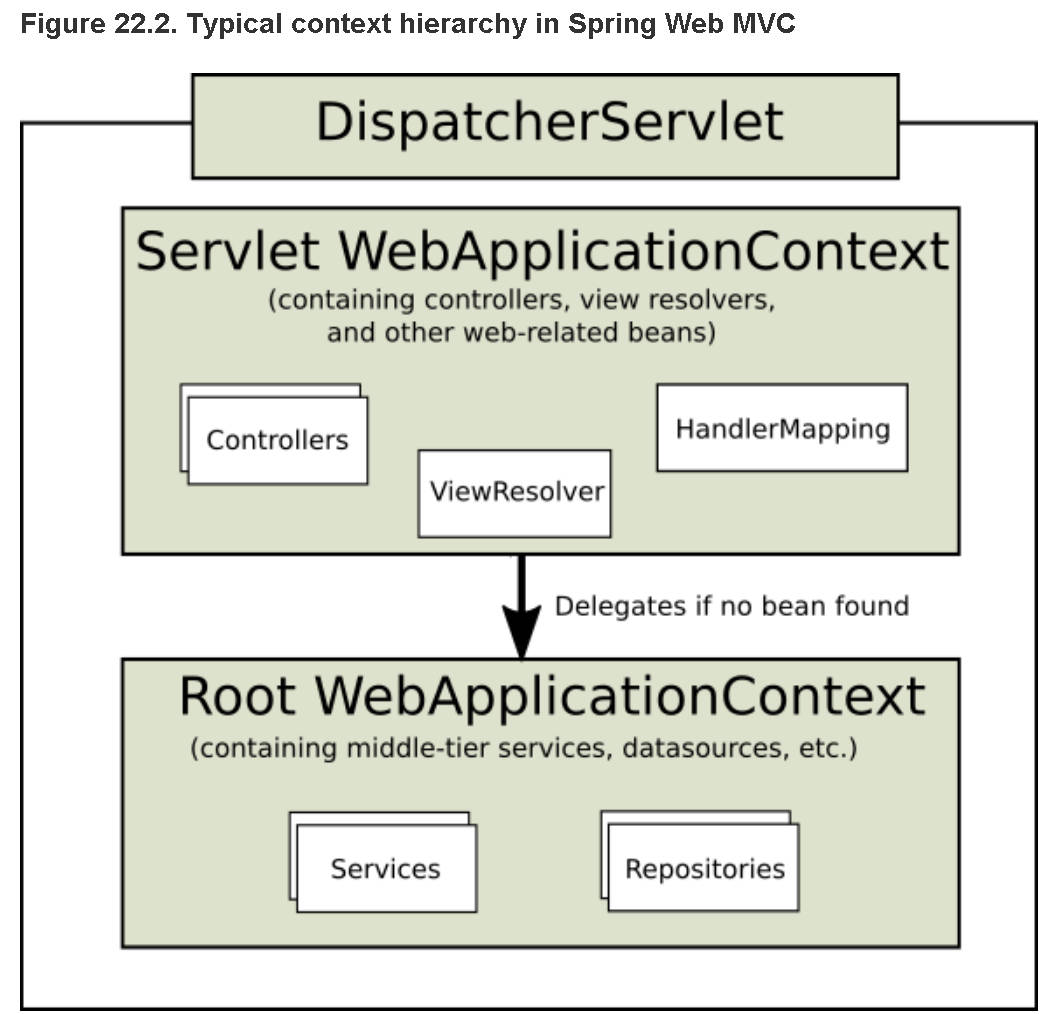 Figure 22.2. Typical context hierarchy in Spring Web MVC
DispatcherServlet
Servlet WebApplicationContext
(containing controllers, view resolvers,
and other web-related beans)
Controllers
HandlerMapping
ViewResolver
Delegates if no bean found
Root WebApplicationContext
(containing middle-tier services, datasources, etc.)
Services
Repositories